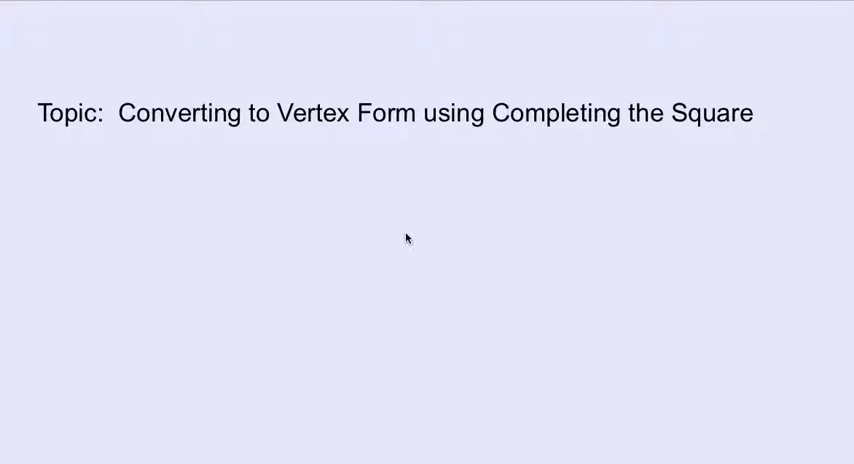 Topic:  Converting to Vertex Form using Completing the Square